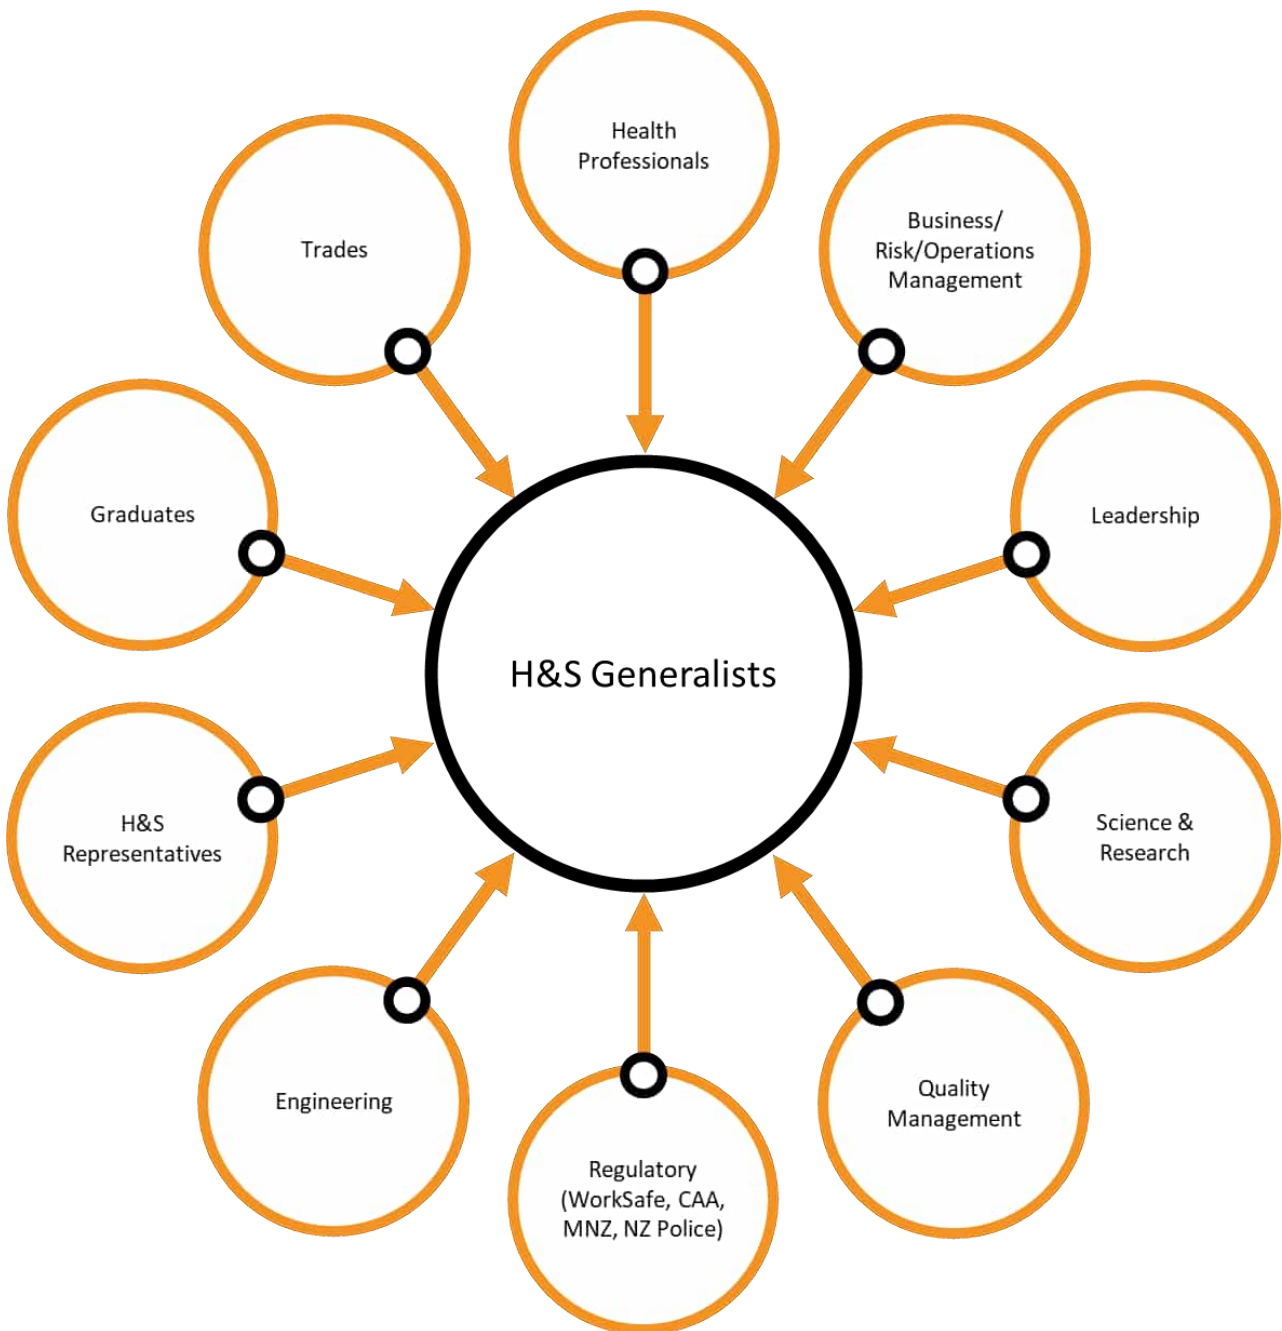 Health
Professionals
Business/
Risk/Operations
Management
Trades
Graduates
Leadership
H&S Generalists
H&S
Representatives
Science &
Research
Engineering
Quality
Management
Regulatory
(WorkSafe, CAA,
MNZ, NZ Police)